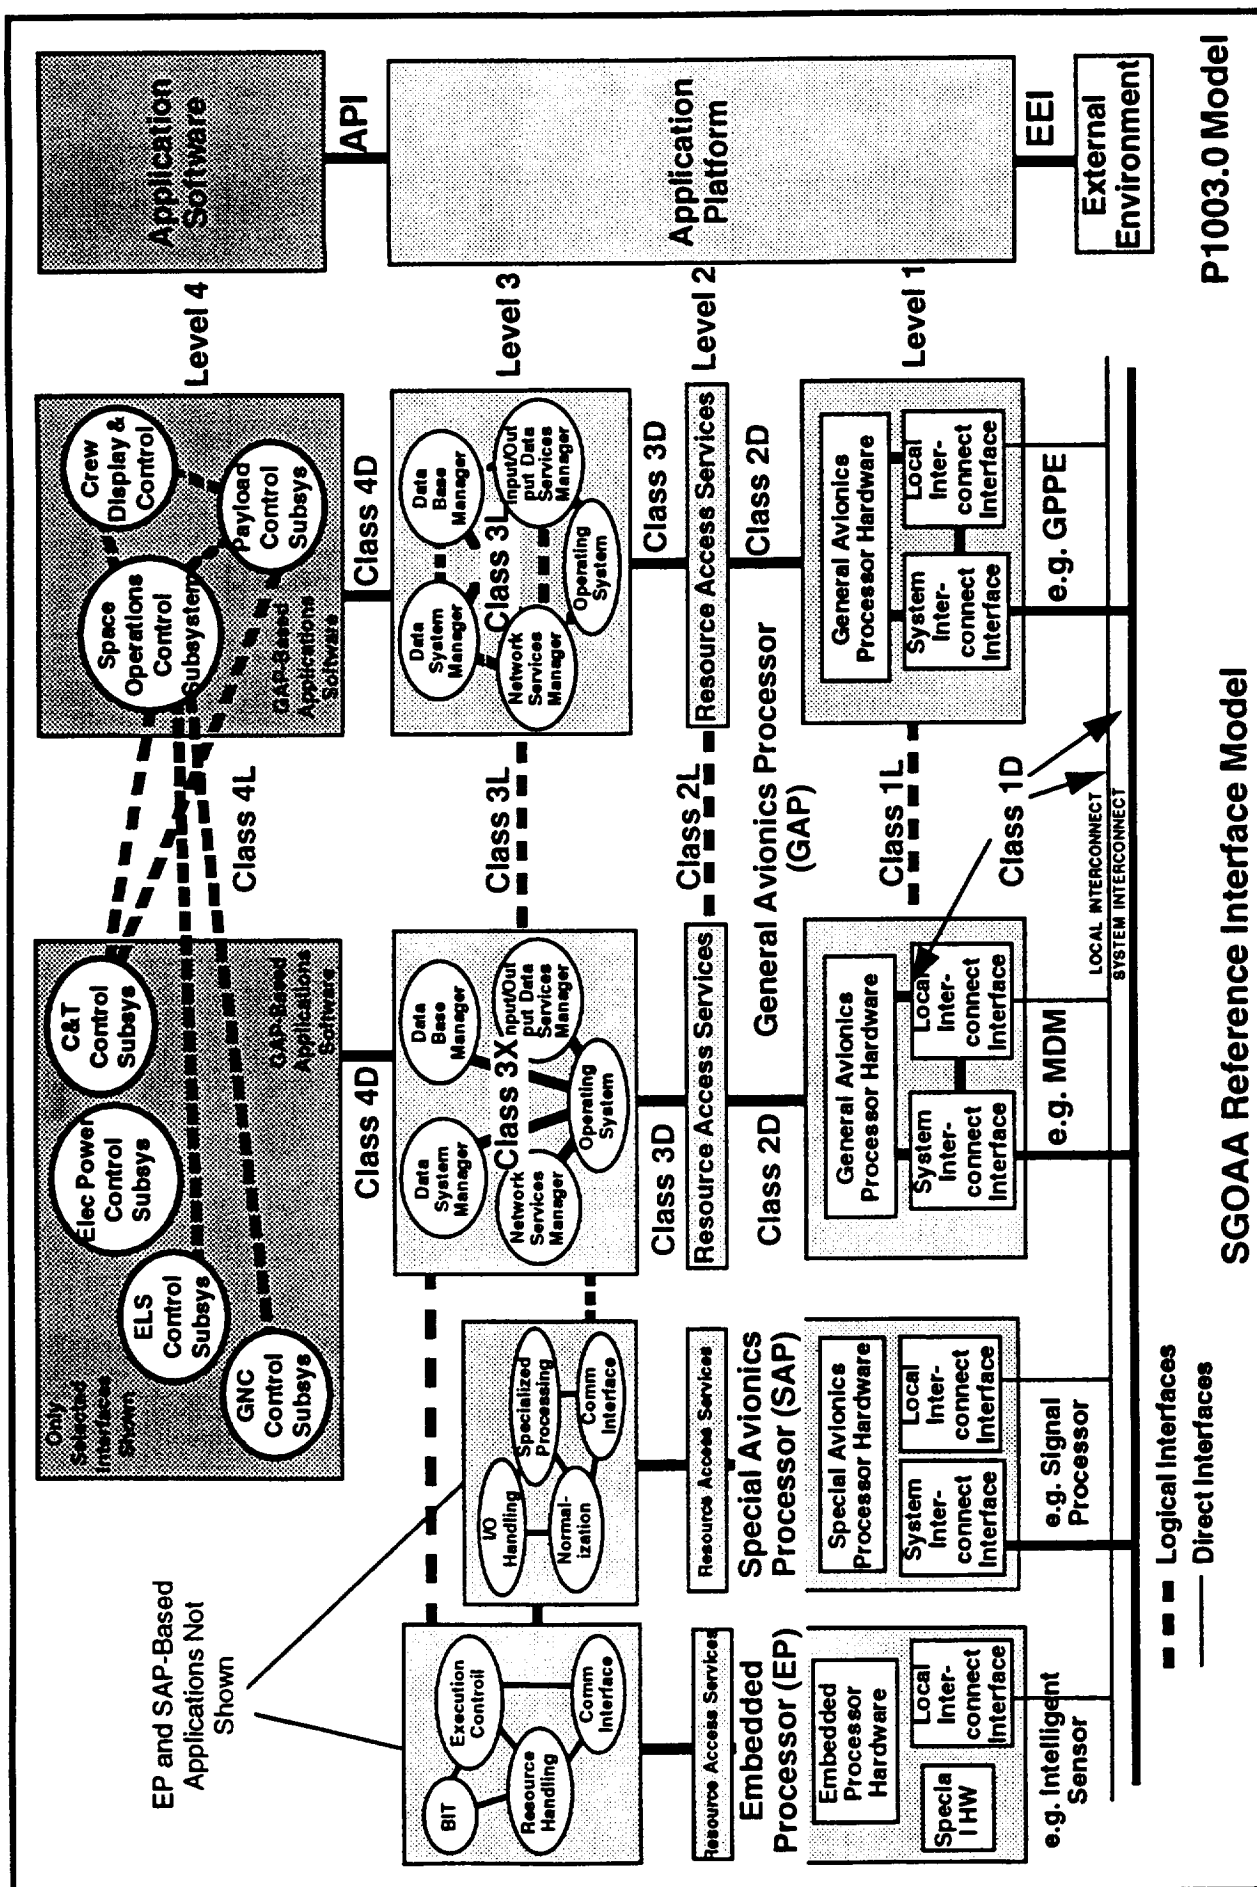 EP and SAP-Based
Applications Not
Shown
Only
Selected
Interfaces
Shown
GNC
Control
Subsys
ELS
Control
Subsys
Elec Power
Control
Subsys
C&T
Control
Subsys
GAP-Based
Applications
Software
Class 4L
Space
Operations
Control
Subsystem
Crew
Display &
Control
Payload
Control
Subsys
GAP-Based
Applications
Software
Level 4
Application
Software
Class 4D
Class 4D
API
BIT
Execution
Controil
Resource
Handling
Comm
Interface
I/O
Handling
Specialized
Processing
Normal-
ization
Comm
Interface
Data
System
Manager
Data
Base
Manager
Class 3X
Network
Services
Manager
Input/Out
put Data
Services
Manager
Operating
System
Class 3L
Data
System
Manager
Data
Base
Manager
Class 3L
Network
Services
Manager
Input/Out
put Data
Services
Manager
Operating
System
Level 3
Application
Platform
Class 3D
Class 3D
Resource Access Services
Resource Access Services
Resource Access Services
Class 2L
Resource Access Services
Level 2
Embedded
Processor (EP)
Special Avionics
Processor (SAP)
Class 2D
General Avionics Processor
(GAP)
Class 2D
Embedded
Processor
Hardware
Specia
l HW
Local
Inter-
connect
Interface
Special Avionics
Processor Hardware
System
Inter-
connect
Interface
Local
Inter-
connect
Interface
General Avionics
Processor Hardware
System
Inter-
connect
Interface
Local
Inter-
connect
Interface
Class 1L
General Avionics
Processor Hardware
System
Inter-
connect
Interface
Local
Inter-
connect
Interface
Level 1
EEI
e.g. Intelligent
Sensor
e.g. Signal
Processor
e.g. MDM
Class 1D
e.g. GPPE
External
Environment
LOCAL INTERCONNECT
SYSTEM INTERCONNECT
Logical Interfaces
Direct Interfaces
SGOAA Reference Interface Model
P1003.0 Model